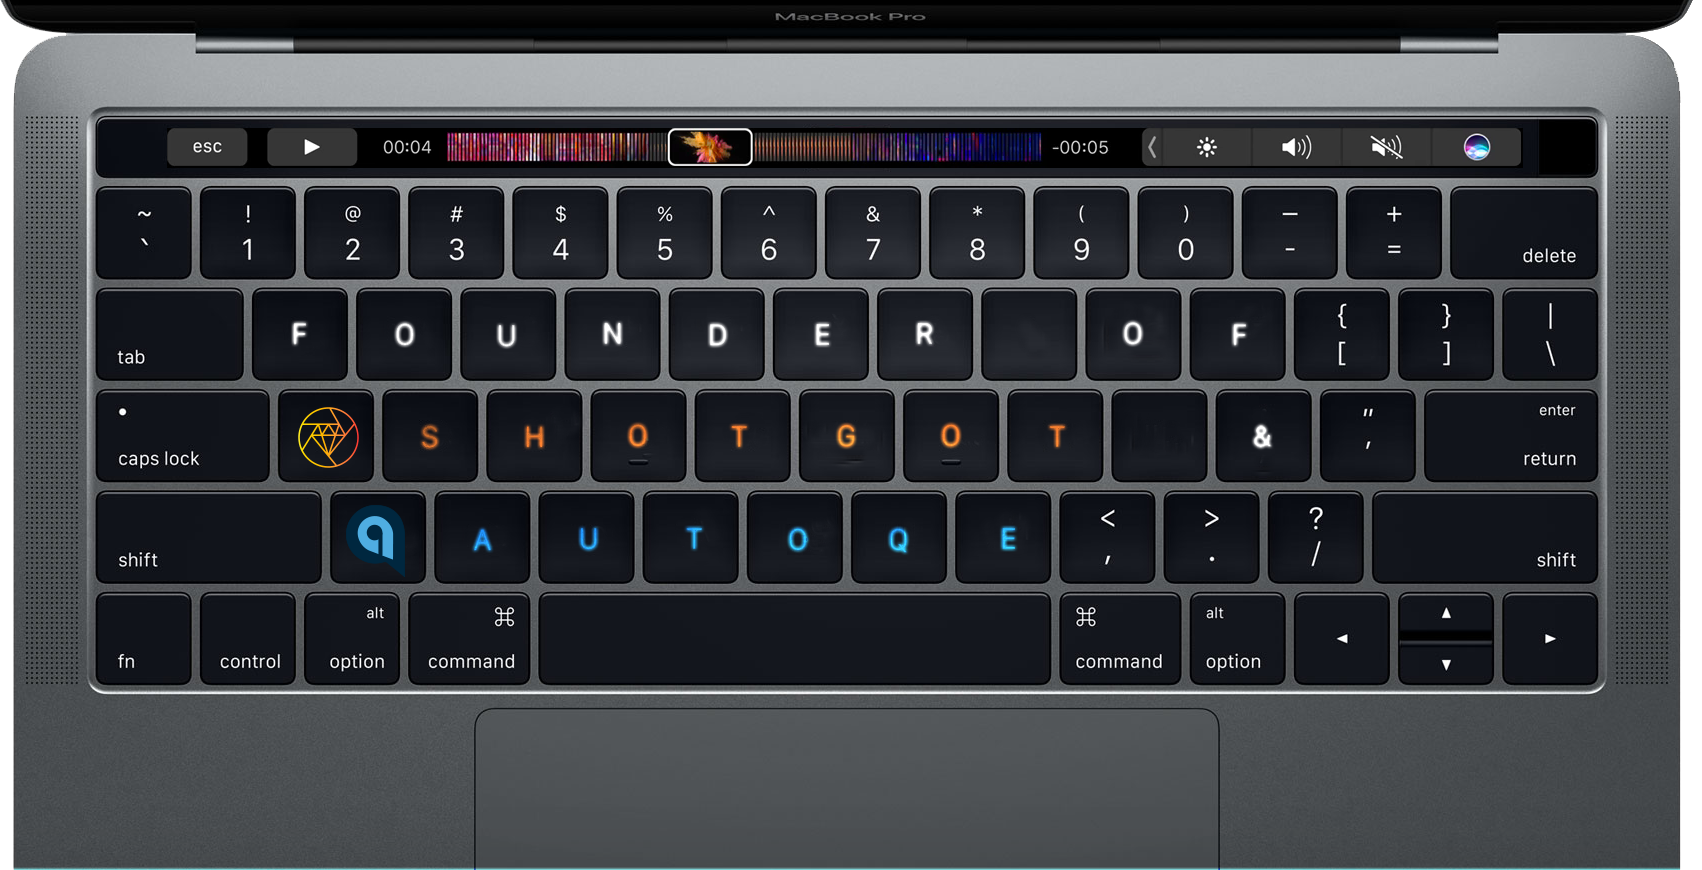 MacBook Pro
esc 00:04 -00:05
~ ! @ # $ % ^ & * ( ) — +
` 1 2 3 4 5 6 7 8 9 0 - = delete
tab F O U N D E R O F { [ } ] | \
caps lock S H O T G O T & " ' enter return
shift A U T O Q E < , > . ? / shift
fn control alt option ⌘ command ⌘ command alt option